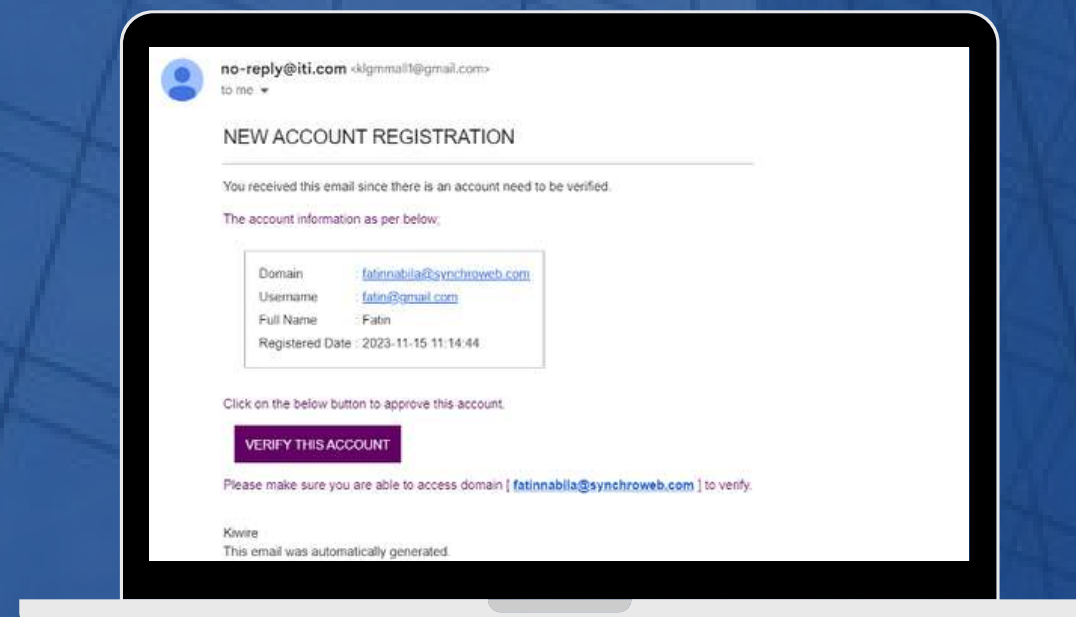 no-reply@iti.com <klgmmall1@gmail.com>
to me
NEW ACCOUNT REGISTRATION
You received this email since there is an account need to be verified.
The account information as per below;
Domain : fatinnabila@synchroweb.com
Username : fatin@gmail.com
Full Name : Fatin
Registered Date : 2023-11-15 11:14:44
Click on the below button to approve this account.
VERIFY THIS ACCOUNT
Please make sure you are able to access domain [ fatinnabila@synchroweb.com ] to verify.
Kiwire
This email was automatically generated.